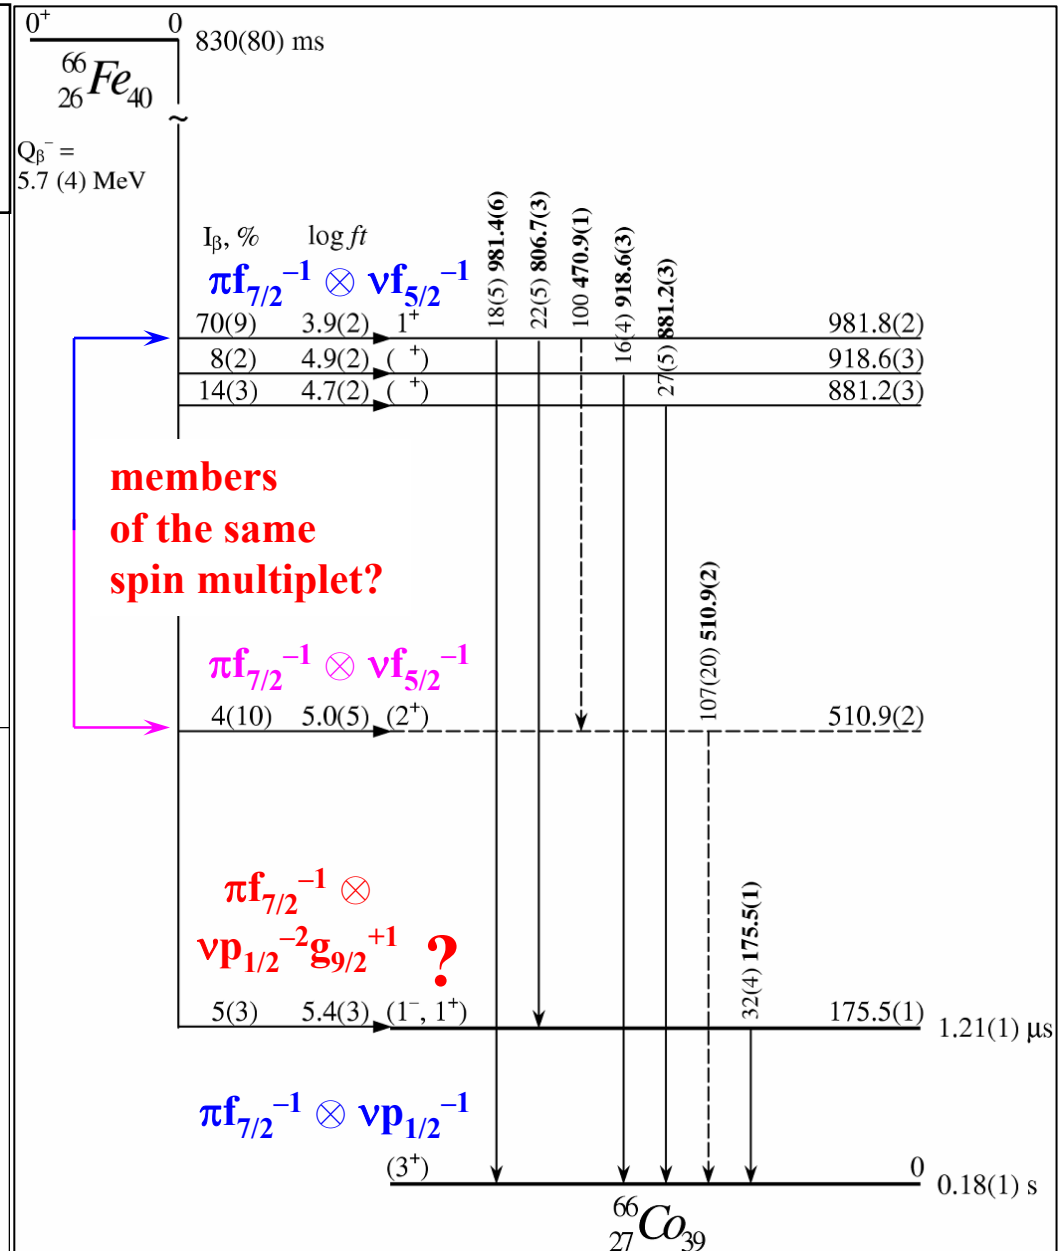 0⁺ 0
830(80) ms
⁶⁶₂₆Fe₄₀
~
Qᵦ⁻ =
5.7 (4) MeV
18(5) 981.4(6)
22(5) 806.7(3)
100 470.9(1)
16(4) 918.6(3)
27(5) 881.2(3)
Iᵦ, % log ft
πf₇/₂⁻¹ ⊗ νf₅/₂⁻¹
70(9) 3.9(2) 1⁺ 981.8(2)
8(2) 4.9(2) ( ⁺) 918.6(3)
14(3) 4.7(2) ( ⁺) 881.2(3)
members
of the same
spin multiplet?
107(20) 510.9(2)
πf₇/₂⁻¹ ⊗ νf₅/₂⁻¹
4(10) 5.0(5) (2⁺) 510.9(2)
πf₇/₂⁻¹ ⊗
νp₁/₂⁻²g₉/₂⁺¹ ?
32(4) 175.5(1)
5(3) 5.4(3) (1⁻, 1⁺) 175.5(1)
1.21(1) μs
πf₇/₂⁻¹ ⊗ νp₁/₂⁻¹
(3⁺) 0
0.18(1) s
⁶⁶₂₇Co₃₉